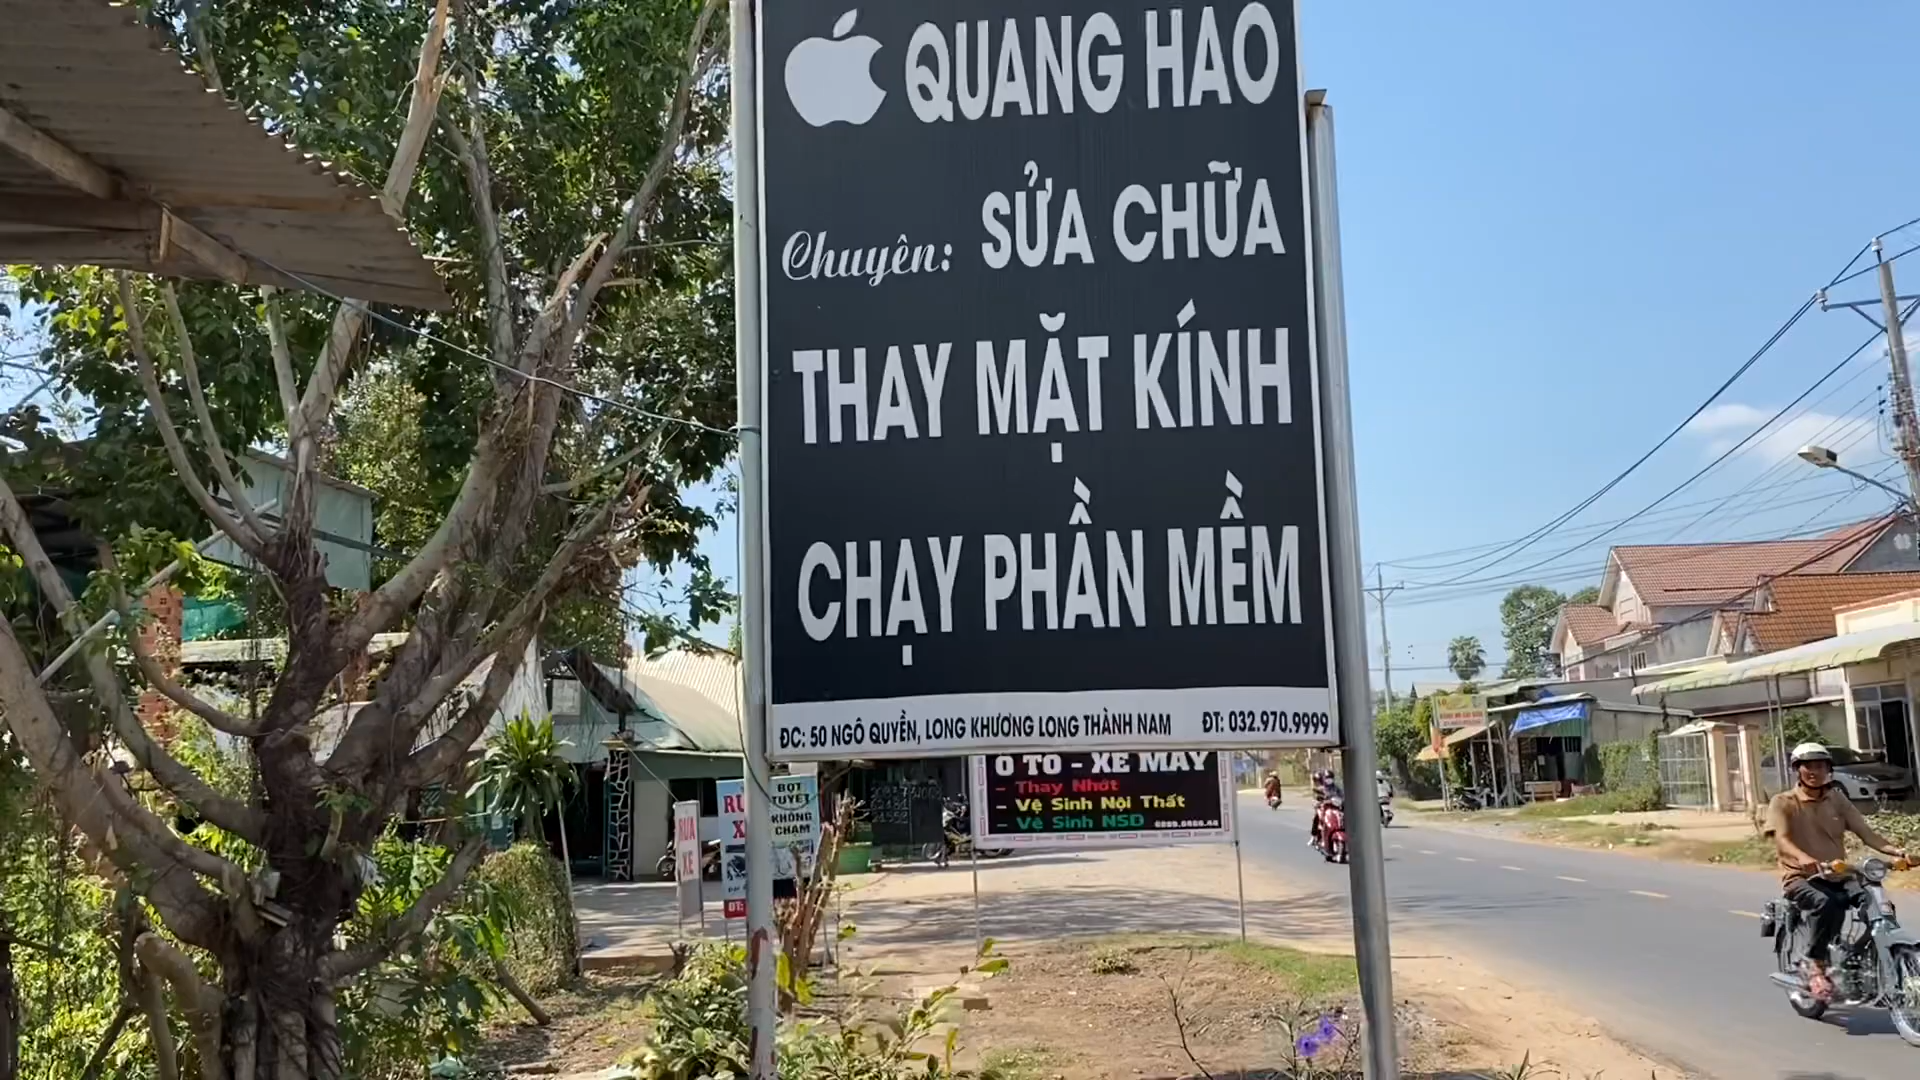 QUANG HAO
Chuyên: SỬA CHỮA
THAY MẶT KÍNH
CHẠY PHẦN MỀM
ĐC: 50 NGÔ QUYỀN, LONG KHƯƠNG LONG THÀNH NAM ĐT: 032.970.9999
Ô TÔ - XE MÁY
- Thay Nhớt
- Vệ Sinh Nội Thất
- Vệ Sinh NSD
RỬA
XE
BỌT
TUYẾT
KHÔNG
CHẠM